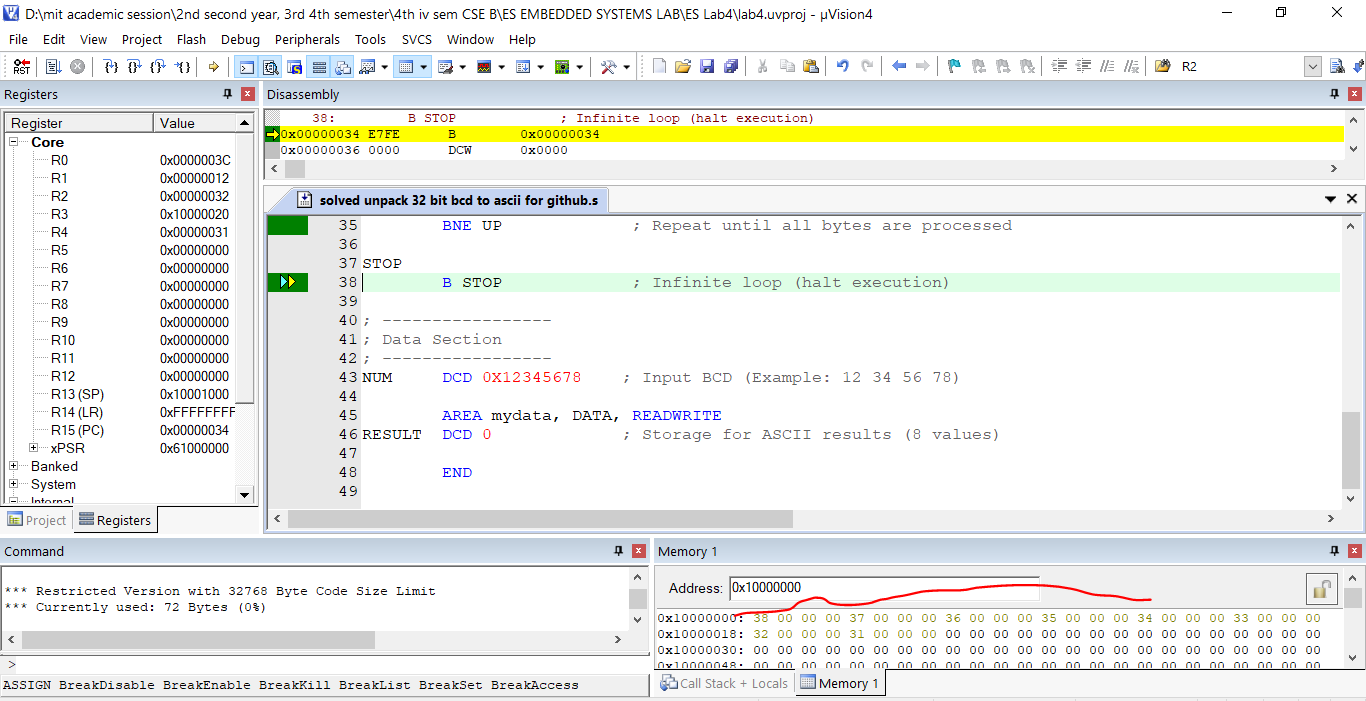 D:\mit academic session\2nd second year, 3rd 4th semester\4th iv sem CSE B\ES EMBEDDED SYSTEMS LAB\ES Lab4\lab4.uvproj - µVision4
File Edit View Project Flash Debug Peripherals Tools SVCS Window Help
RST
R2
Registers
Register Value
Core
R0 0x0000003C
R1 0x00000012
R2 0x00000032
R3 0x10000020
R4 0x00000031
R5 0x00000000
R6 0x00000000
R7 0x00000000
R8 0x00000000
R9 0x00000000
R10 0x00000000
R11 0x00000000
R12 0x00000000
R13 (SP) 0x10001000
R14 (LR) 0xFFFFFFFF
R15 (PC) 0x00000034
xPSR 0x61000000
Banked
System
Internal
Project Registers
Disassembly
38: B STOP ; Infinite loop (halt execution)
0x00000034 E7FE B 0x00000034
0x00000036 0000 DCW 0x0000
solved unpack 32 bit bcd to ascii for github.s
35 BNE UP ; Repeat until all bytes are processed
36
37 STOP
38 B STOP ; Infinite loop (halt execution)
39
40 ; -----------------
41 ; Data Section
42 ; -----------------
43 NUM DCD 0X12345678 ; Input BCD (Example: 12 34 56 78)
44
45 AREA mydata, DATA, READWRITE
46 RESULT DCD 0 ; Storage for ASCII results (8 values)
47
48 END
49
Command
*** Restricted Version with 32768 Byte Code Size Limit
*** Currently used: 72 Bytes (0%)
>
ASSIGN BreakDisable BreakEnable BreakKill BreakList BreakSet BreakAccess
Memory 1
Address: 0x10000000
0x10000000: 38 00 00 00 37 00 00 00 36 00 00 00 35 00 00 00 34 00 00 00 33 00 00 00
0x10000018: 32 00 00 00 31 00 00 00 00 00 00 00 00 00 00 00 00 00 00 00 00 00 00 00
0x10000030: 00 00 00 00 00 00 00 00 00 00 00 00 00 00 00 00 00 00 00 00 00 00 00 00
0x10000048: 00 00 00 00 00 00 00 00 00 00 00 00 00 00 00 00 00 00 00 00 00 00 00 00
Call Stack + Locals Memory 1